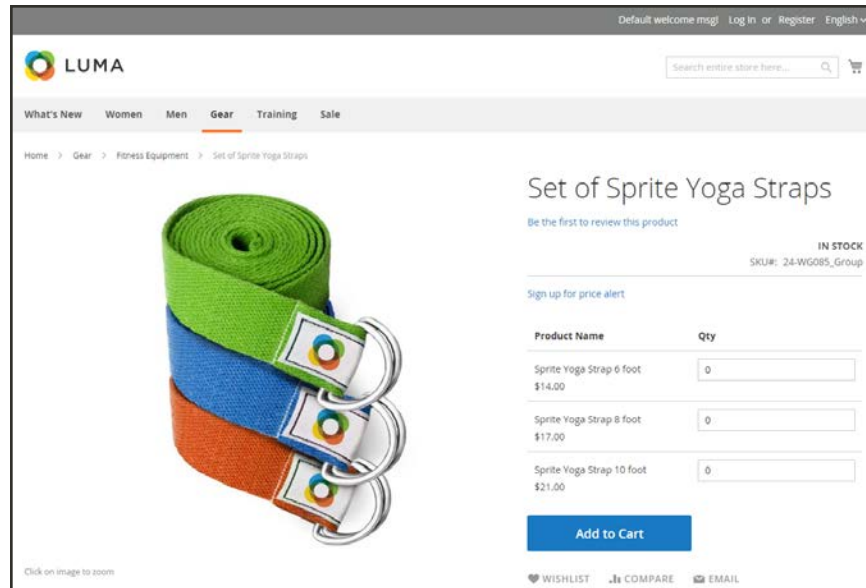 Default welcome msg! Log In or Register English
LUMA
Search entire store here...
What's New Women Men Gear Training Sale
Home > Gear > Fitness Equipment > Set of Sprite Yoga Straps
Set of Sprite Yoga Straps
Be the first to review this product
IN STOCK
SKU#: 24-WG085_Group
Sign up for price alert
Product Name Qty
Sprite Yoga Strap 6 foot 0
$14.00
Sprite Yoga Strap 8 foot 0
$17.00
Sprite Yoga Strap 10 foot 0
$21.00
Add to Cart
Click on image to zoom
WISHLIST COMPARE EMAIL